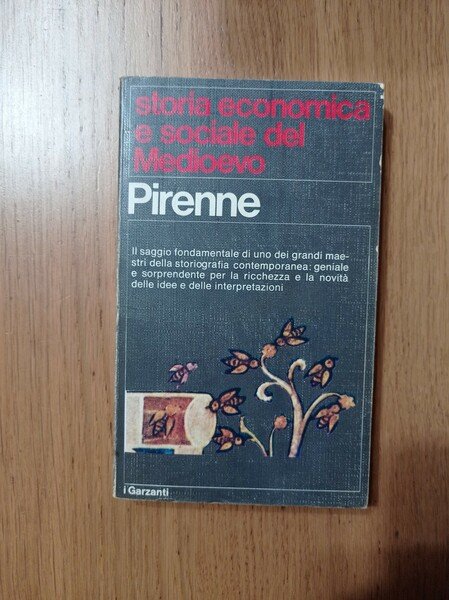 storia economica
e sociale del
Medioevo
Pirenne
Il saggio fondamentale di uno dei grandi mae-
stri della storiografia contemporanea: geniale
e sorprendente per la ricchezza e la novità
delle idee e delle interpretazioni
i Garzanti